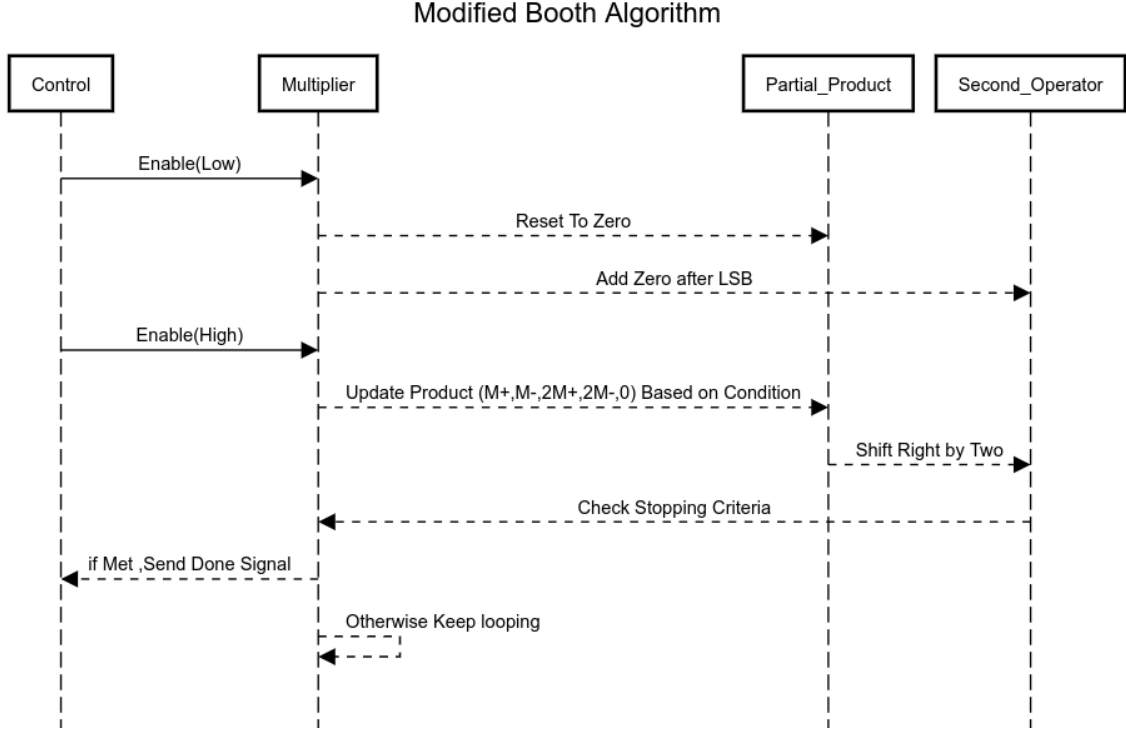 Modified Booth Algorithm
Control
Multiplier
Partial_Product
Second_Operator
Enable(Low)
Reset To Zero
Add Zero after LSB
Enable(High)
Update Product (M+,M-,2M+,2M-,0) Based on Condition
Shift Right by Two
Check Stopping Criteria
if Met ,Send Done Signal
Otherwise Keep looping